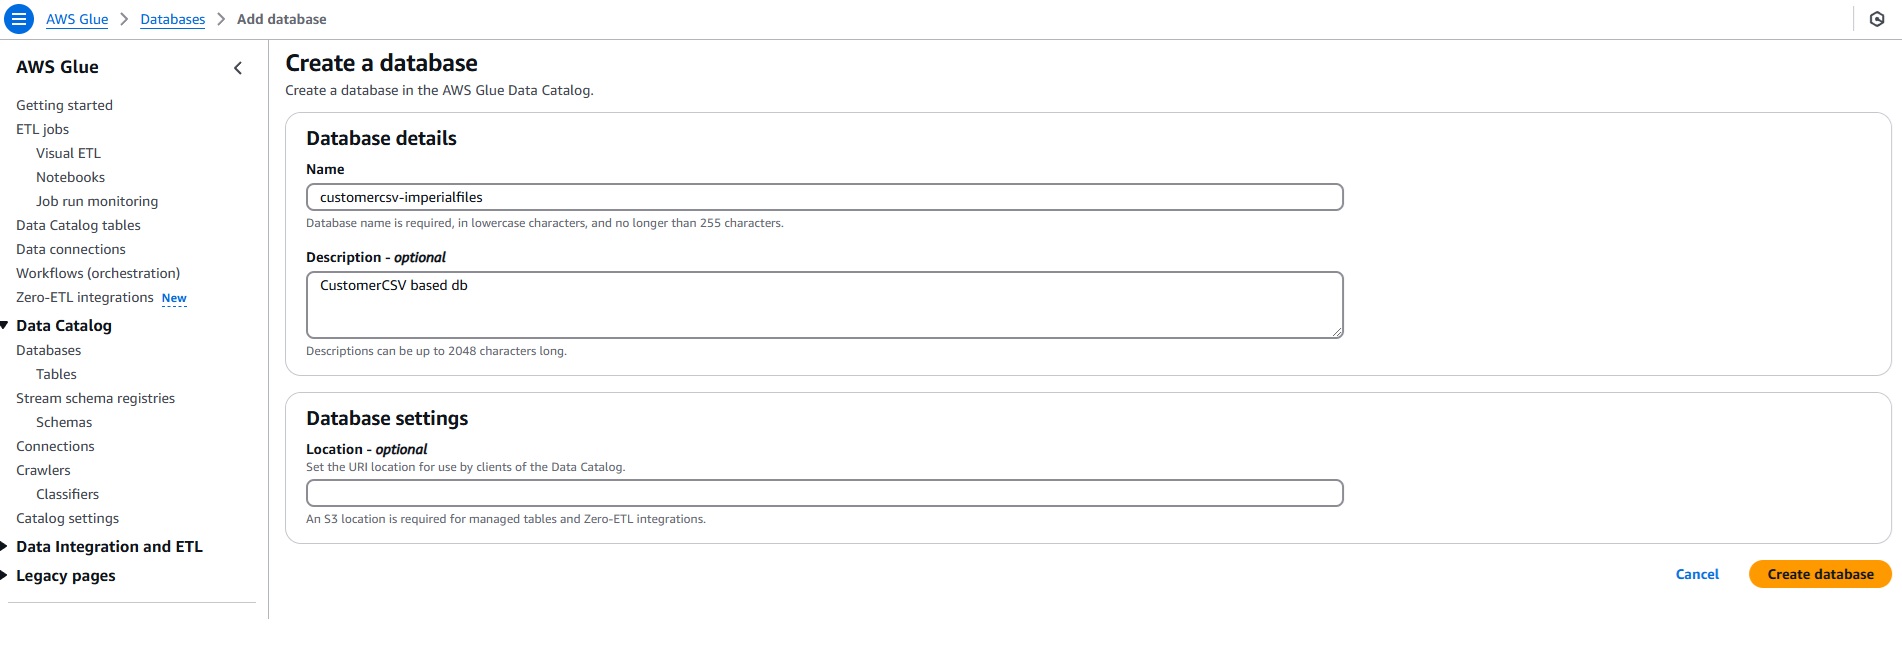 AWS Glue > Databases > Add database
AWS Glue
Getting started
ETL jobs
Visual ETL
Notebooks
Job run monitoring
Data Catalog tables
Data connections
Workflows (orchestration)
Zero-ETL integrations New
Data Catalog
Databases
Tables
Stream schema registries
Schemas
Connections
Crawlers
Classifiers
Catalog settings
Data Integration and ETL
Legacy pages
Create a database
Create a database in the AWS Glue Data Catalog.
Database details
Name
customercsv-imperialfiles
Database name is required, in lowercase characters, and no longer than 255 characters.
Description - optional
CustomerCSV based db
Descriptions can be up to 2048 characters long.
Database settings
Location - optional
Set the URI location for use by clients of the Data Catalog.
An S3 location is required for managed tables and Zero-ETL integrations.
Cancel
Create database